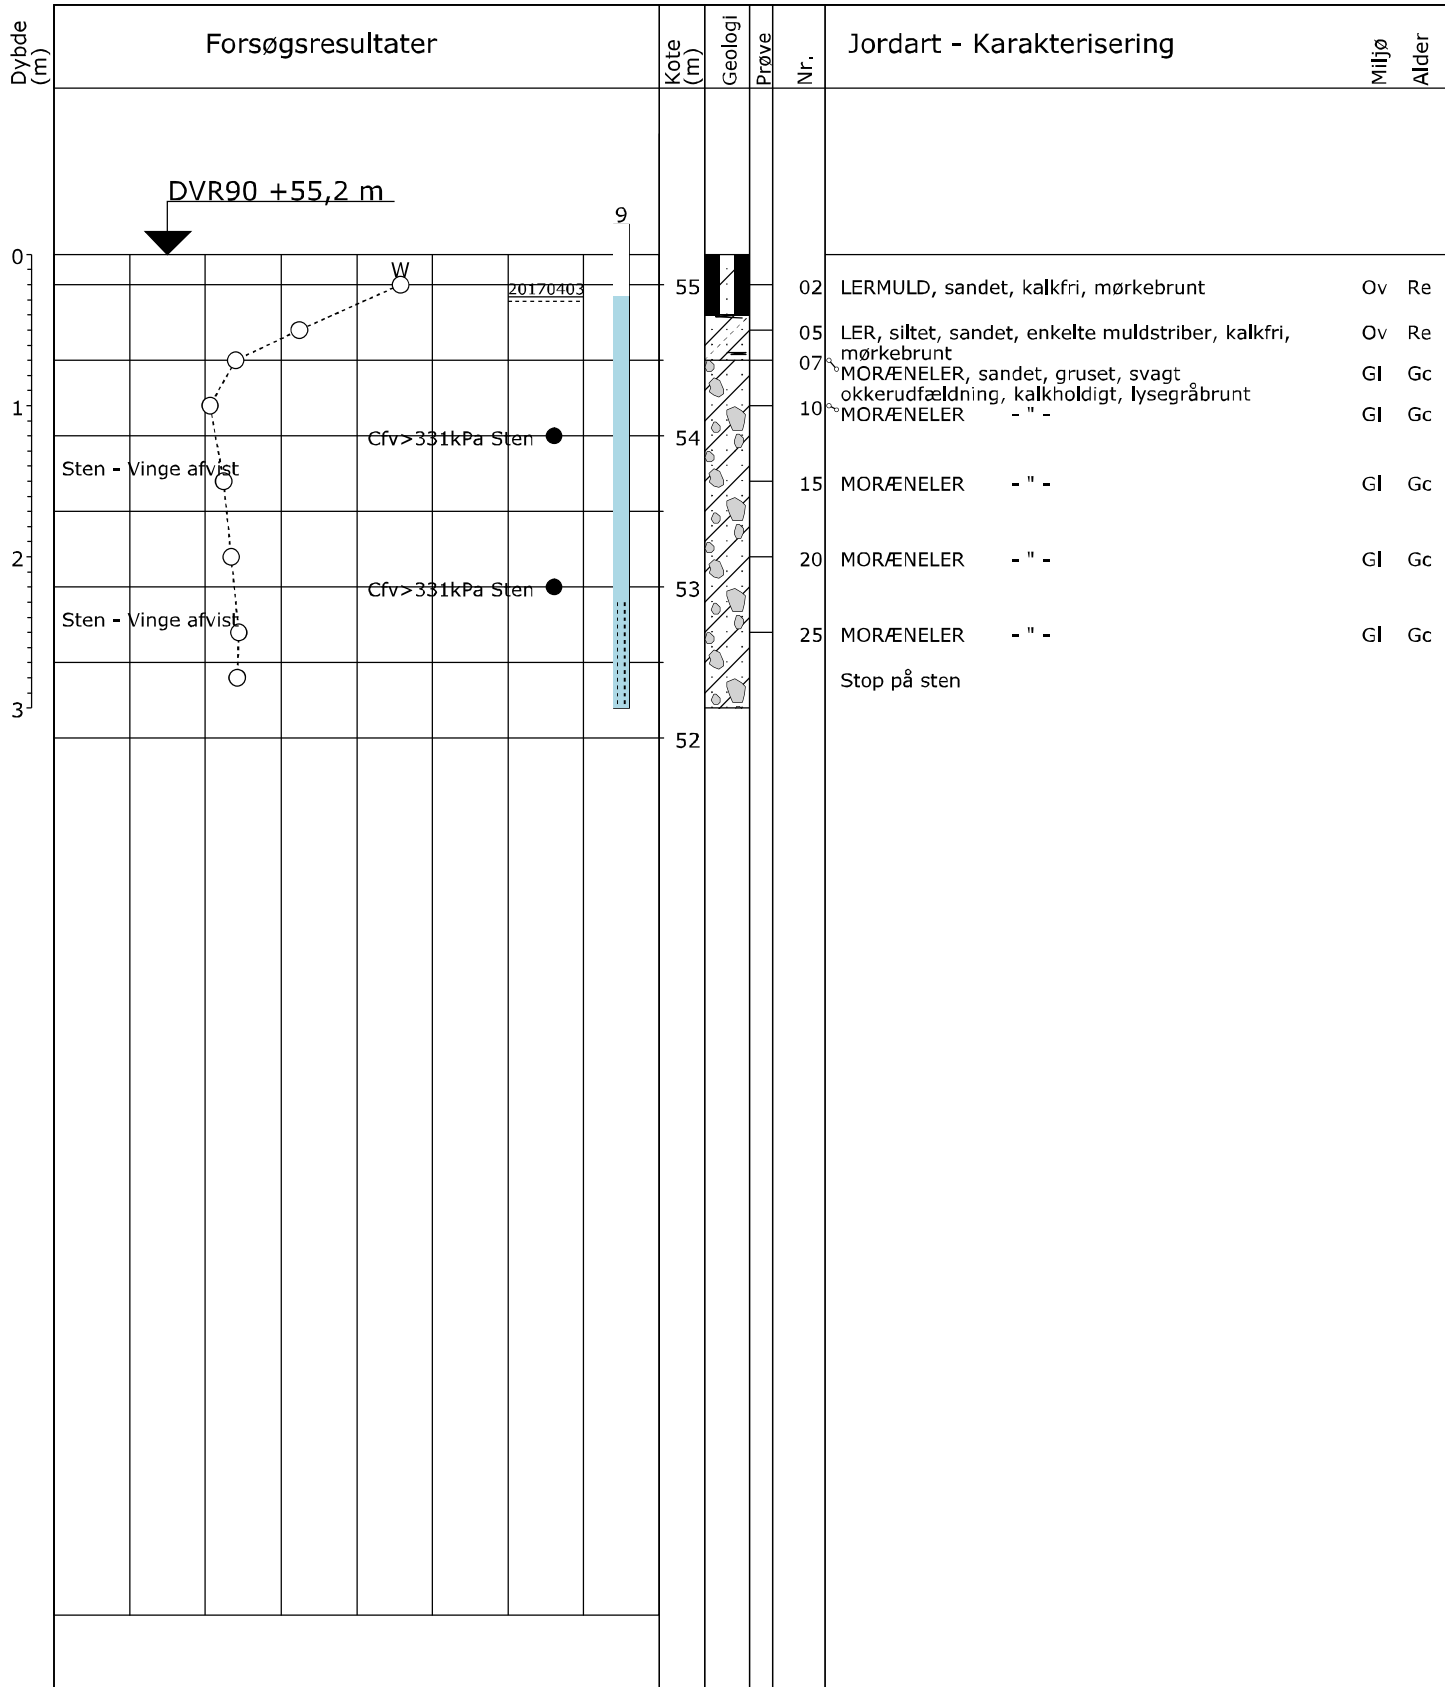 Dybde (m)
Forsøgsresultater
Kote (m)
Geologi
Prøve
Nr.
Jordart - Karakterisering
Miljø
Alder
DVR90 +55,2 m
9
0
W
20170403
55
02 LERMULD, sandet, kalkfri, mørkebrunt Ov Re
05 LER, siltet, sandet, enkelte muldstriber, kalkfri, Ov Re
mørkebrunt
07 MORÆNELER, sandet, gruset, svagt Gl Gc
okkerudfældning, kalkholdigt, lysegråbrunt
1
10 MORÆNELER - " - Gl Gc
Cfv>331kPa Sten
54
Sten - Vinge afvist
15 MORÆNELER - " - Gl Gc
2
20 MORÆNELER - " - Gl Gc
Cfv>331kPa Sten
53
Sten - Vinge afvist
25 MORÆNELER - " - Gl Gc
Stop på sten
3
52